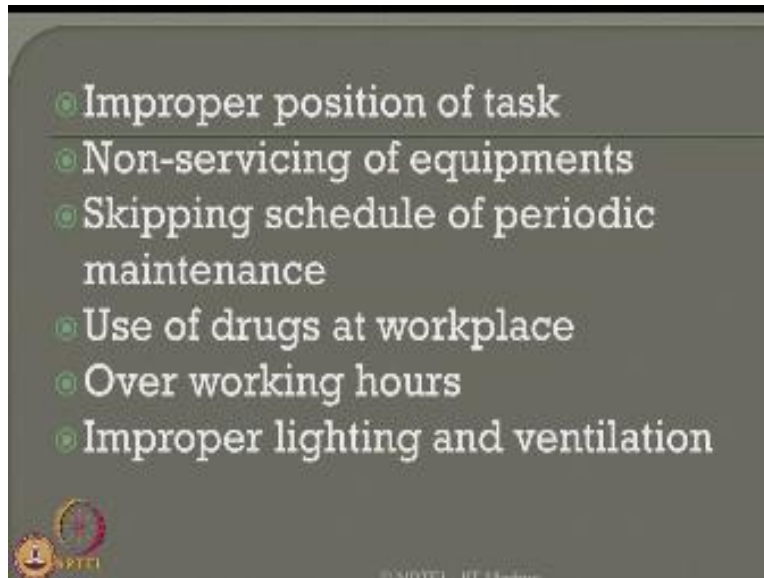 Improper position of task
Non-servicing of equipments
Skipping schedule of periodic
maintenance
Use of drugs at workplace
Over working hours
Improper lighting and ventilation
NPTEL